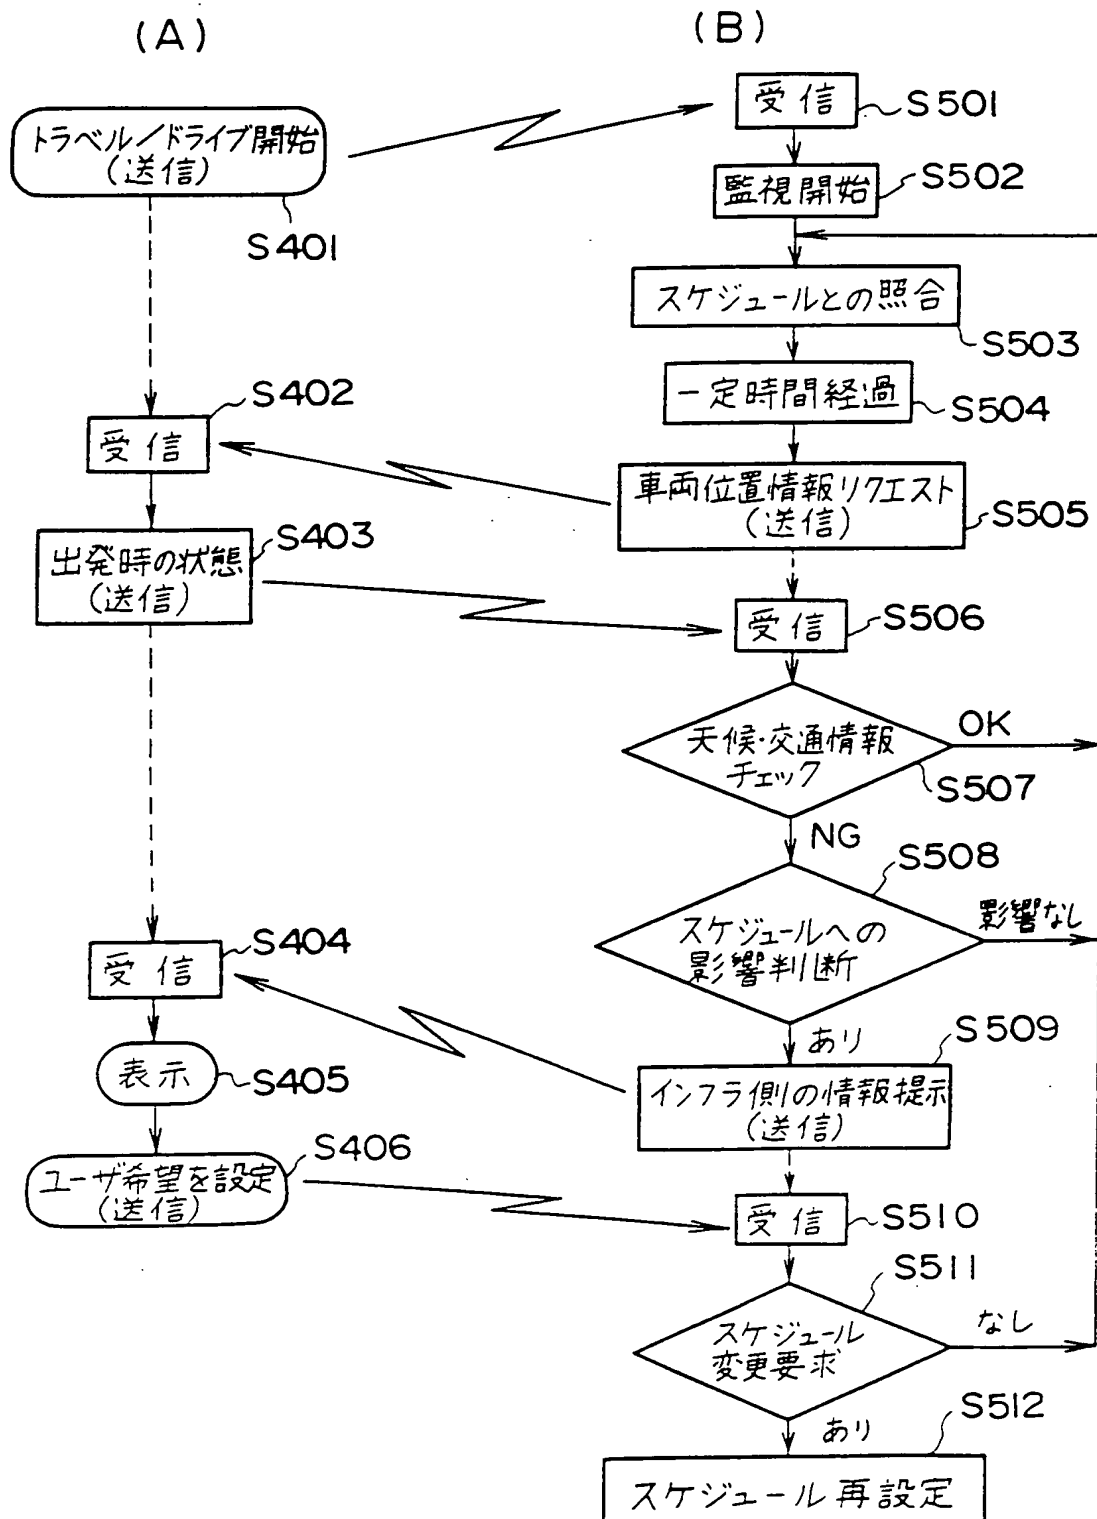 (A)
トラベル/ドライブ開始
(送信)
S401
S402
受信
S403
出発時の状態
(送信)
S404
受信
表示
S405
S406
ユーザ希望を設定
(送信)
(B)
受信
S501
監視開始
S502
スケジュールとの照合
S503
一定時間経過
S504
車両位置情報リクエスト
(送信)
S505
受信
S506
天候・交通情報
チェック
OK
S507
NG
S508
スケジュールへの
影響判断
影響なし
あり
S509
インフラ側の情報提示
(送信)
受信
S510
S511
スケジュール
変更要求
なし
あり
S512
スケジュール再設定